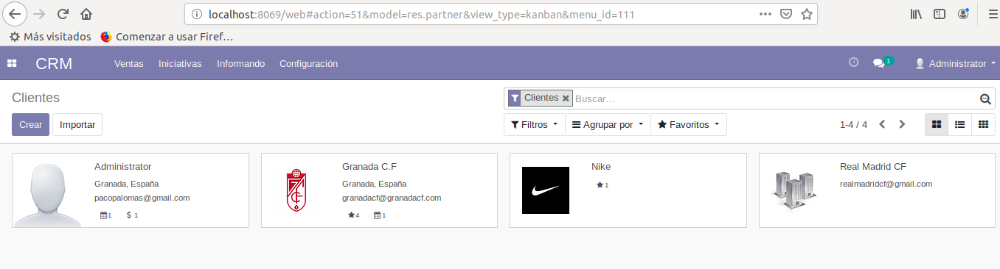 localhost:8069/web#action=51&model=res.partner&view_type=kanban&menu_id=111
Más visitados Comenzar a usar Firef…
CRM Ventas Iniciativas Informando Configuración 1 Administrator
Clientes Clientes Buscar...
Crear Importar Filtros Agrupar por Favoritos 1-4 / 4
Administrator
Granada, España
pacopalomas@gmail.com
1 $ 1
Granada C.F
Granada, España
granadacf@granadacf.com
4 1
Nike
1
Real Madrid CF
realmadridcf@gmail.com